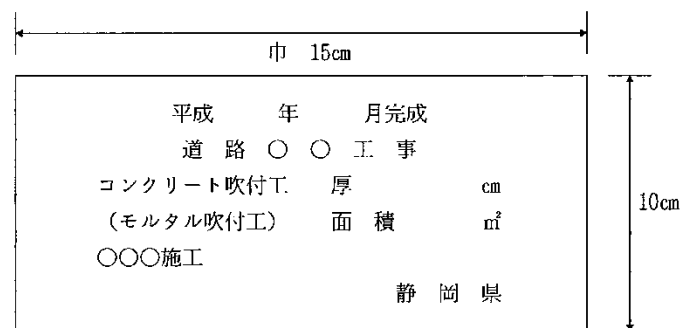 巾 15cm
平成 年 月完成
道 路 ○ ○ 工 事
コンクリート吹付工 厚 cm
(モルタル吹付工) 面 積 ㎡
○○○施工
静 岡 県
10cm